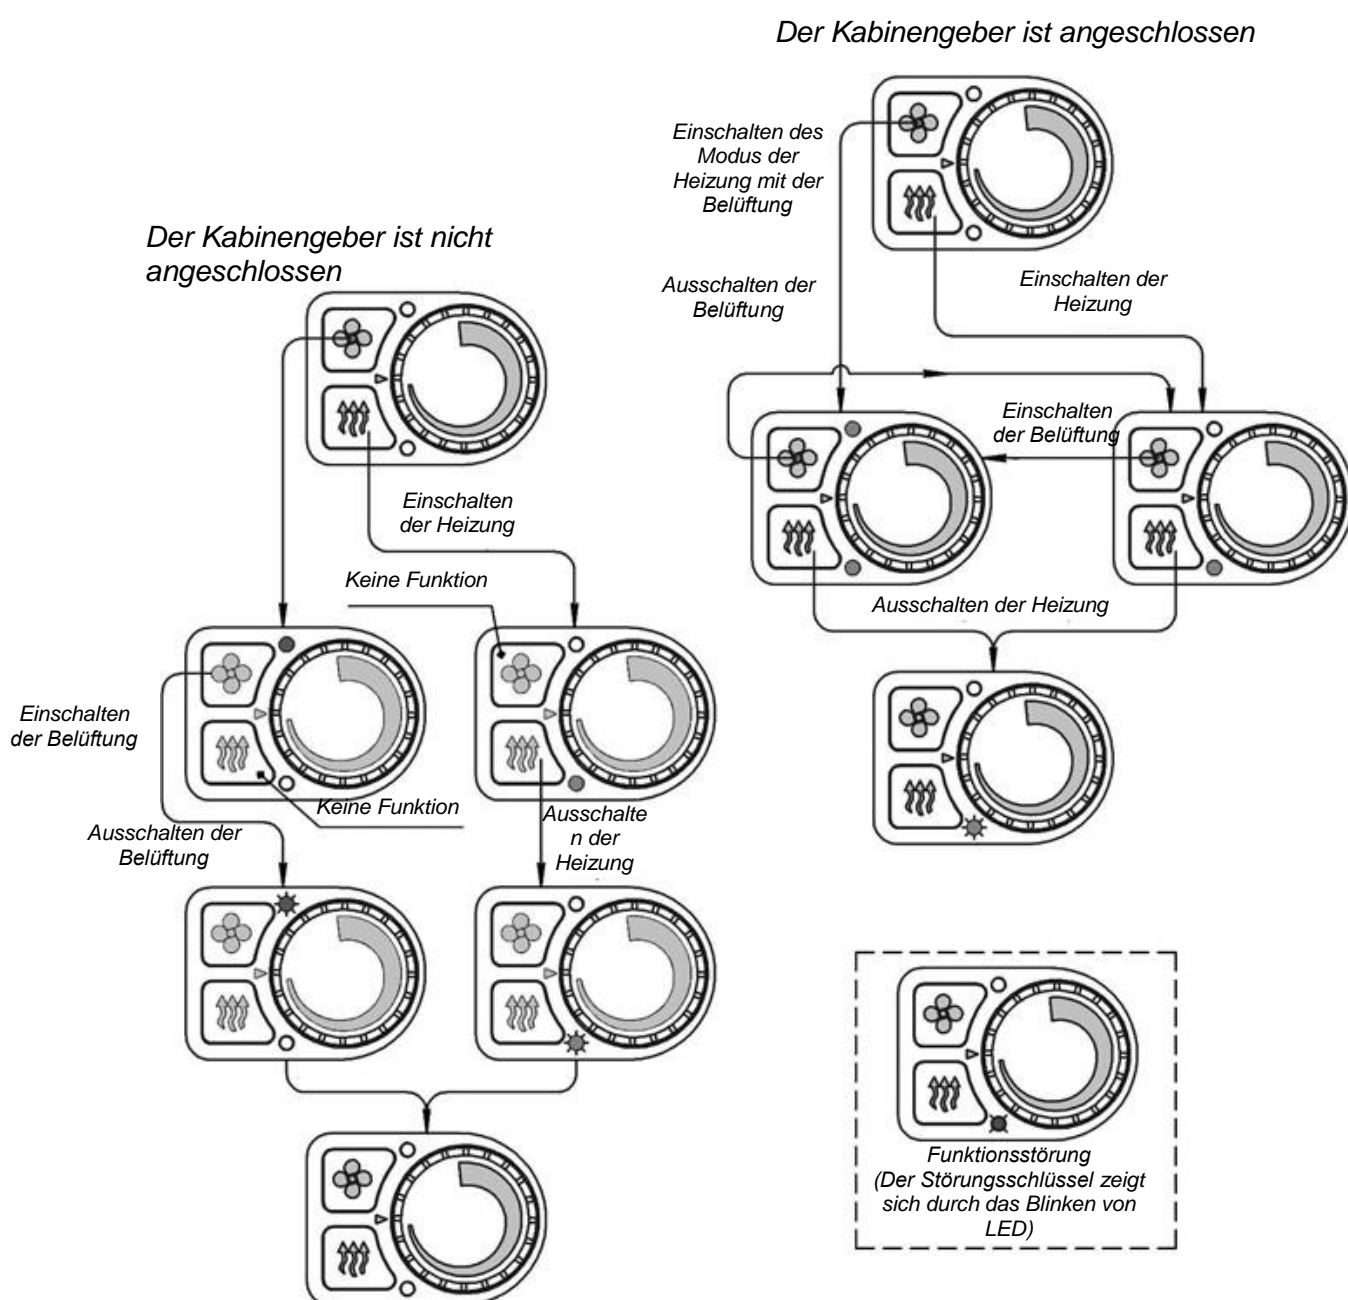 Der Kabinengeber ist angeschlossen
Einschalten des
Modus der
Heizung mit der
Belüftung
Ausschalten der
Belüftung
Einschalten der
Heizung
Einschalten
der Belüftung
Ausschalten der Heizung
Der Kabinengeber ist nicht
angeschlossen
Einschalten
der Heizung
Keine Funktion
Einschalten
der Belüftung
Keine Funktion
Ausschalten der
Belüftung
Ausschalte
n der
Heizung
Funktionsstörung
(Der Störungsschlüssel zeigt
sich durch das Blinken von
LED)